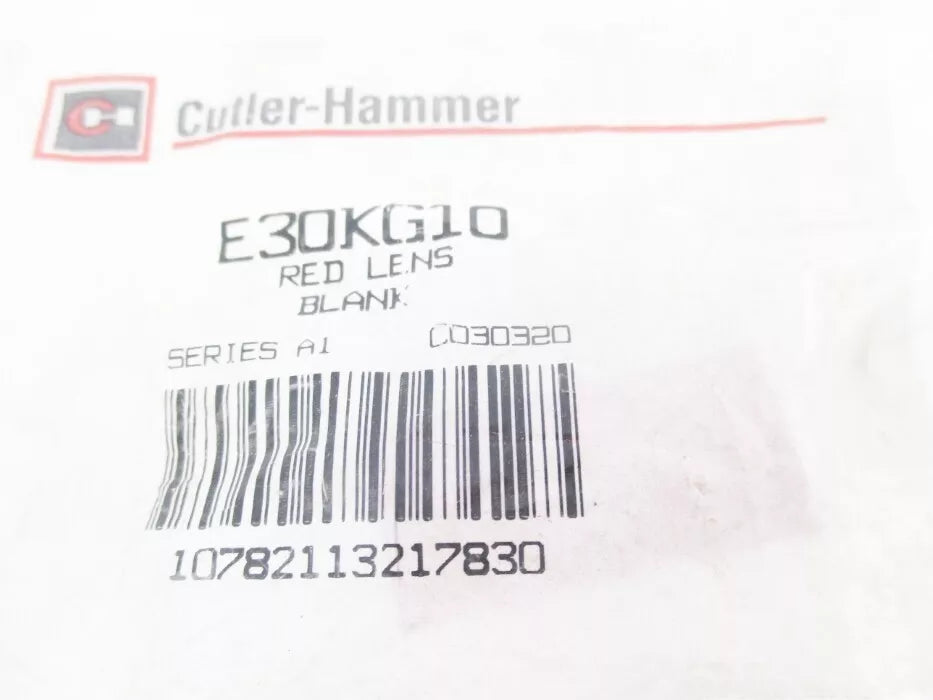 Cutler-Hammer
E30KG10
RED LENS
BLANK
SERIES A1 C030320
10782113217830